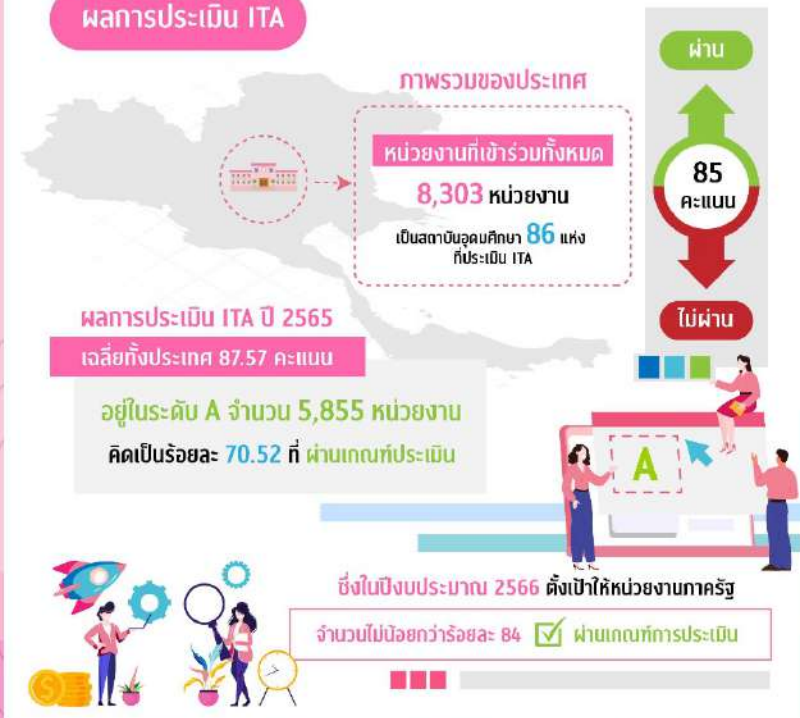 ผลการประเมิน ITA
ภาพรวมของประเทศ
หน่วยงานที่เข้าร่วมทั้งหมด
8,303 หน่วยงาน
เป็นสถาบันอุดมศึกษา 86 แห่ง
ที่ประเมิน ITA
ผ่าน
85
คะแนน
ไม่ผ่าน
ผลการประเมิน ITA ปี 2565
เฉลี่ยทั้งประเทศ 87.57 คะแนน
อยู่ในระดับ A จำนวน 5,855 หน่วยงาน
คิดเป็นร้อยละ 70.52 ที่ ผ่านเกณฑ์ประเมิน
A
ซึ่งในปีงบประมาณ 2566 ตั้งเป้าให้หน่วยงานภาครัฐ
จำนวนไม่น้อยกว่าร้อยละ 84 ☑ ผ่านเกณฑ์การประเมิน
$